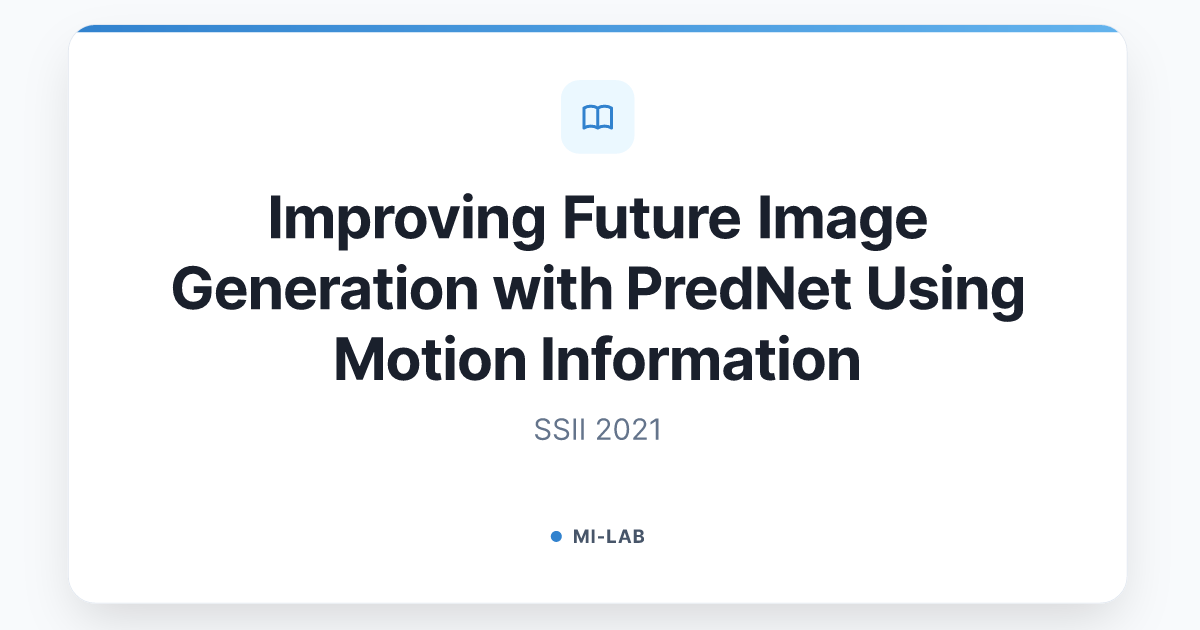 Improving Future Image
Generation with PredNet Using
Motion Information
SSII 2021
MI-LAB